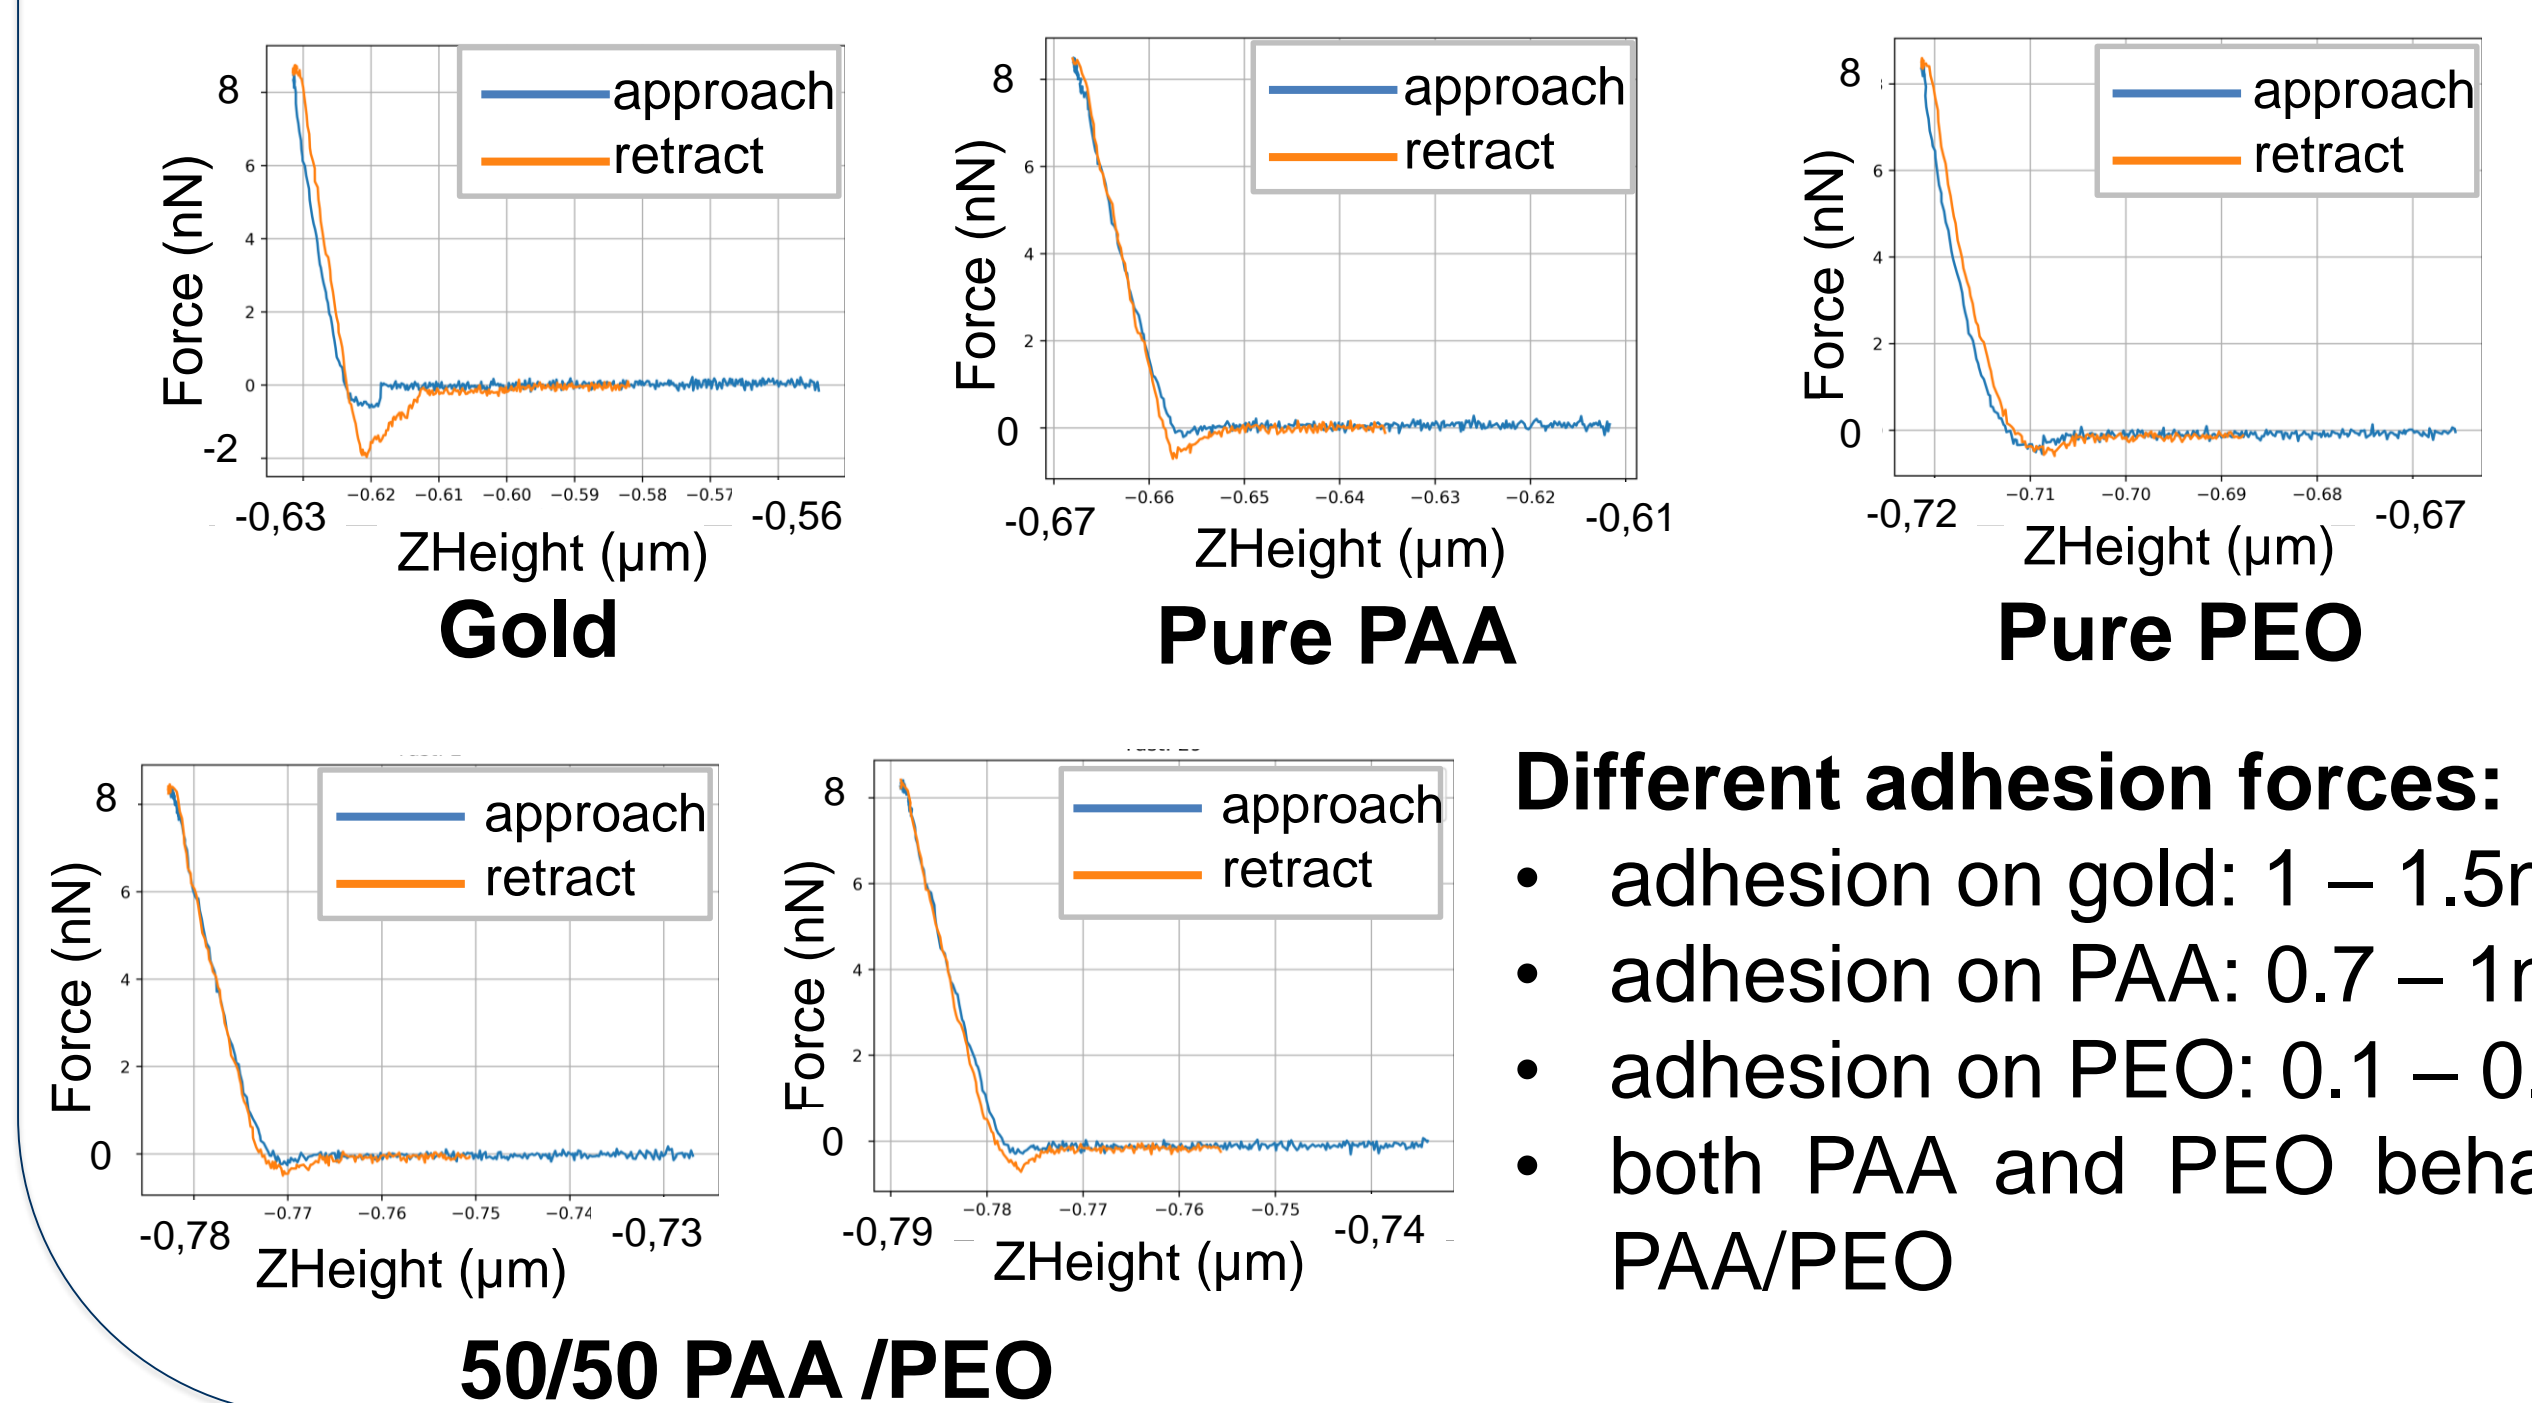 approach
retract
8
6
4
2
0
-2
Force (nN)
-0,63 −0.62 −0.61 −0.60 −0.59 −0.58 −0.57 -0,56
ZHeight (µm)
Gold
approach
retract
8
6
4
2
0
Force (nN)
-0,67 −0.66 −0.65 −0.64 −0.63 −0.62 -0,61
ZHeight (µm)
Pure PAA
approach
retract
8
6
4
2
0
Force (nN)
-0,72 −0.71 −0.70 −0.69 −0.68 -0,67
ZHeight (µm)
Pure PEO
approach
retract
8
6
4
2
0
Force (nN)
-0,78 −0.77 −0.76 −0.75 −0.74 -0,73
ZHeight (µm)
approach
retract
8
6
4
2
0
Force (nN)
-0,79 −0.78 −0.77 −0.76 −0.75 -0,74
ZHeight (µm)
50/50 PAA /PEO
Different adhesion forces:
• adhesion on gold: 1 – 1.5n
• adhesion on PAA: 0.7 – 1n
• adhesion on PEO: 0.1 – 0.
• both PAA and PEO beha
PAA/PEO